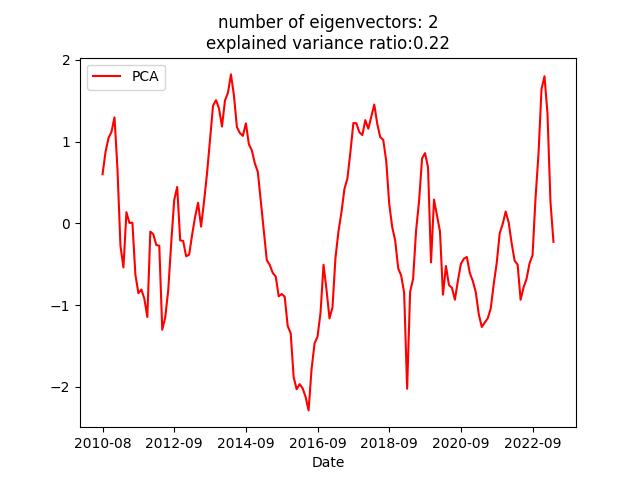 number of eigenvectors: 2
explained variance ratio:0.22
PCA
2
1
0
−1
−2
2010-08 2012-09 2014-09 2016-09 2018-09 2020-09 2022-09
Date